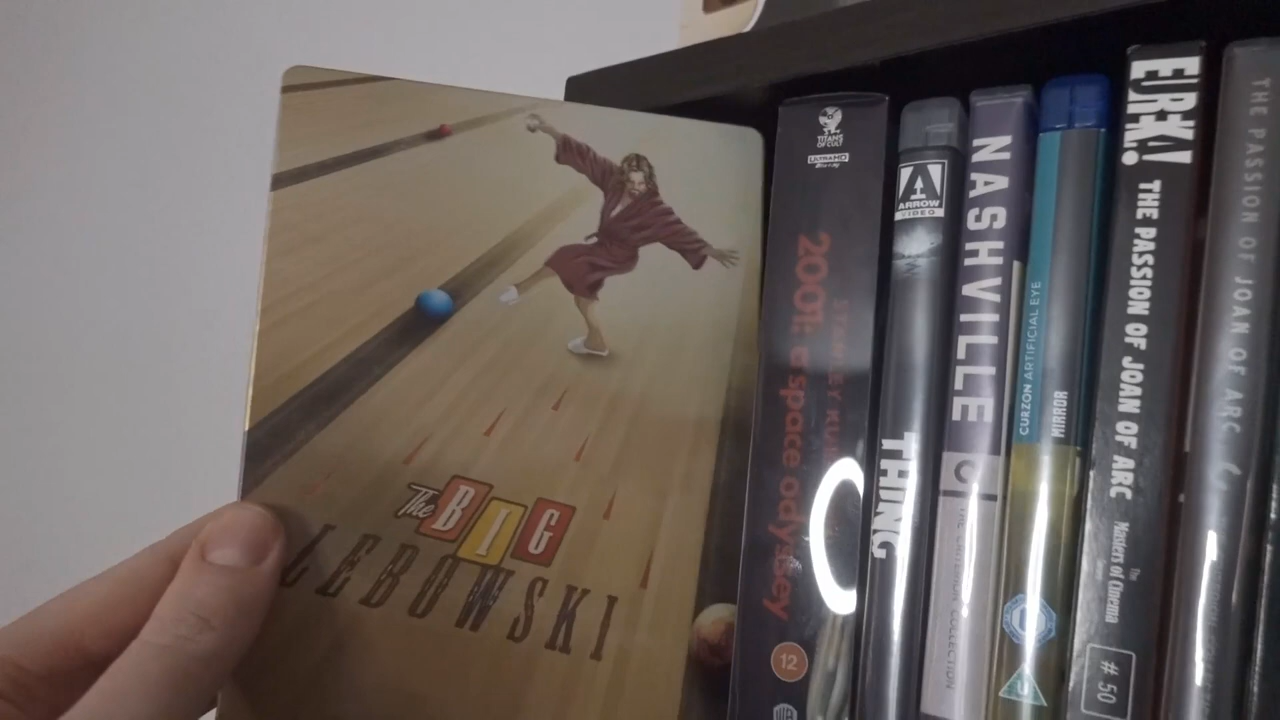 The BIG
LEBOWSKI
TITANS
OF CULT
ULTRA HD
Blu-ray
STANLEY KUB
2001: a space odyssey
12
ARROW
VIDEO
THING
NASHVILLE
THE CRITERION COLLECTION
CURZON ARTIFICIAL EYE
MIRROR
EUREKA!
THE PASSION OF JOAN OF ARC
The
Masters of Cinema
Series
# 50
THE PASSION OF JOAN OF ARC